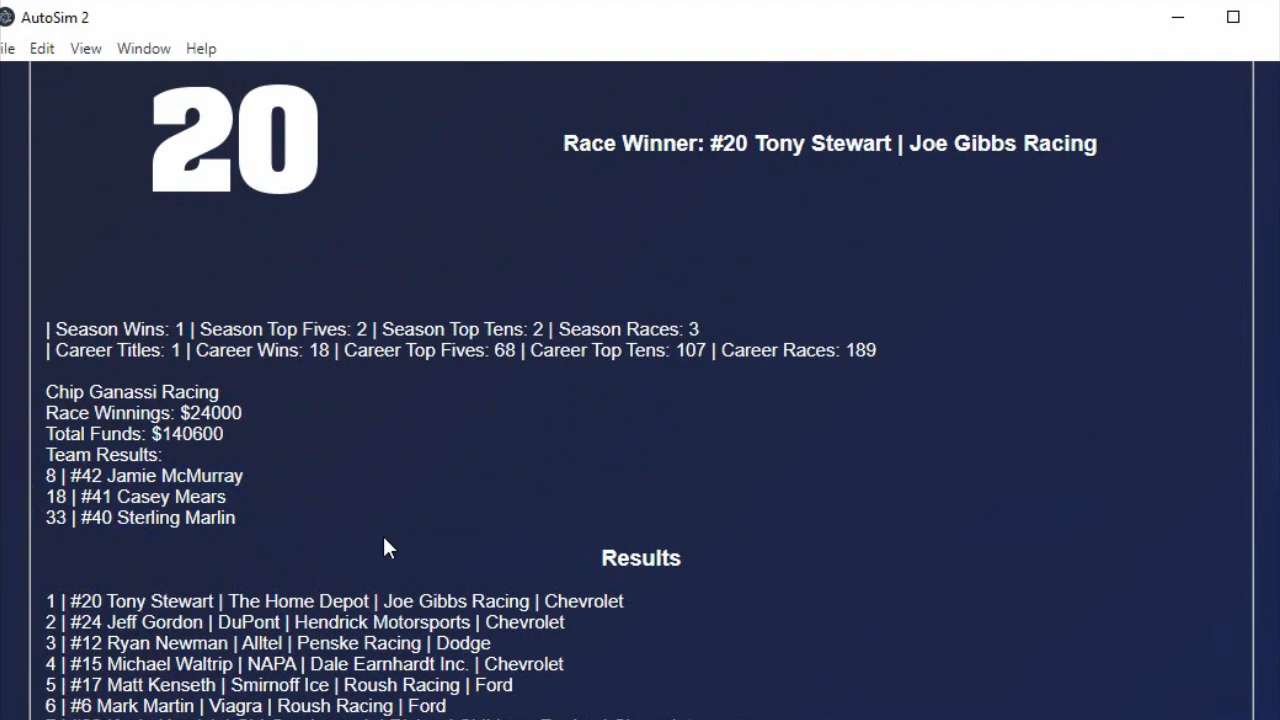 AutoSim 2
ile Edit View Window Help
20
Race Winner: #20 Tony Stewart | Joe Gibbs Racing
| Season Wins: 1 | Season Top Fives: 2 | Season Top Tens: 2 | Season Races: 3
| Career Titles: 1 | Career Wins: 18 | Career Top Fives: 68 | Career Top Tens: 107 | Career Races: 189
Chip Ganassi Racing
Race Winnings: $24000
Total Funds: $140600
Team Results:
8 | #42 Jamie McMurray
18 | #41 Casey Mears
33 | #40 Sterling Marlin
Results
1 | #20 Tony Stewart | The Home Depot | Joe Gibbs Racing | Chevrolet
2 | #24 Jeff Gordon | DuPont | Hendrick Motorsports | Chevrolet
3 | #12 Ryan Newman | Alltel | Penske Racing | Dodge
4 | #15 Michael Waltrip | NAPA | Dale Earnhardt Inc. | Chevrolet
5 | #17 Matt Kenseth | Smirnoff Ice | Roush Racing | Ford
6 | #6 Mark Martin | Viagra | Roush Racing | Ford